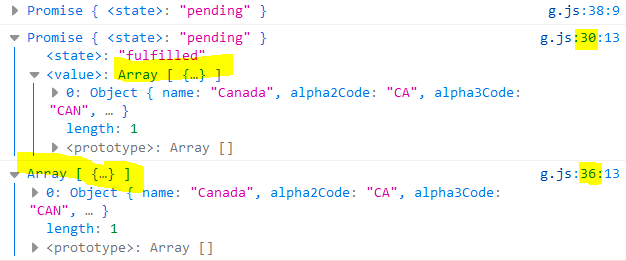 Promise { <state>: "pending" } g.js:38:9
Promise { <state>: "pending" } g.js:30:13
<state>: "fulfilled"
<value>: Array [ {…} ]
0: Object { name: "Canada", alpha2Code: "CA", alpha3Code:
"CAN", … }
length: 1
<prototype>: Array []
Array [ {…} ] g.js:36:13
0: Object { name: "Canada", alpha2Code: "CA", alpha3Code:
"CAN", … }
length: 1
<prototype>: Array []